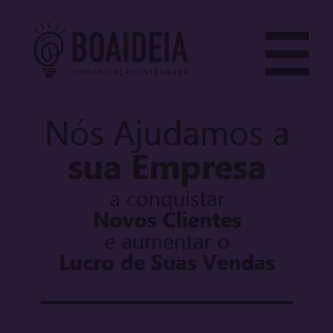 BOAIDEIA
COMUNICAÇÃO INTEGRADA
Nós Ajudamos a
sua Empresa
a conquistar
Novos Clientes
e aumentar o
Lucro de Suas Vendas